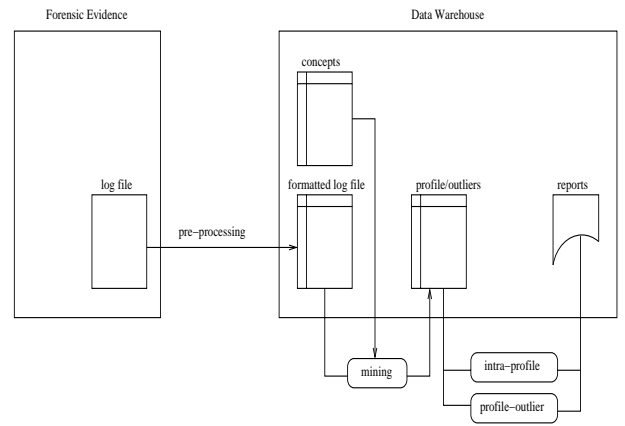 Forensic Evidence
Data Warehouse
concepts
log file
formatted log file
profile/outliers
reports
pre−processing
mining
intra−profile
profile−outlier